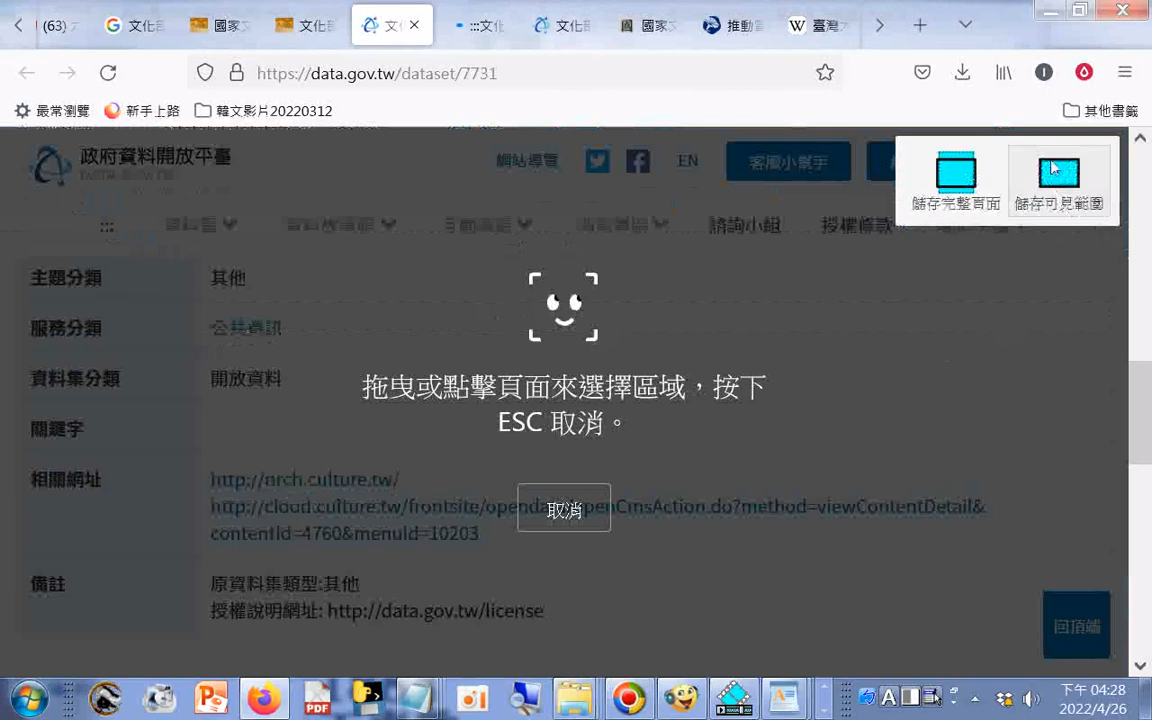 (63)
文化
國家
文化部
文
:::文化
文化部
國家文
推動
W 臺灣
https://data.gov.tw/dataset/7731
最常瀏覽
新手上路
韓文影片20220312
其他書籤
政府資料開放平臺
DATA.GOV.TW
網站導覽
EN
客服小幫手
儲存完整頁面
儲存可見範圍
:::
諮詢小組
授權條款
主題分類
其他
服務分類
公共資訊
資料集分類
開放資料
關鍵字
相關網址
http://nrch.culture.tw/
http://cloud.culture.tw/frontsite/opendata/openCmsAction.do?method=viewContentDetail&
contentId=4760&menuId=10203
備註
原資料集類型:其他
授權說明網址: http://data.gov.tw/license
拖曳或點擊頁面來選擇區域，按下
ESC 取消。
取消
回頂端
PDF
A
下午 04:28
2022/4/26